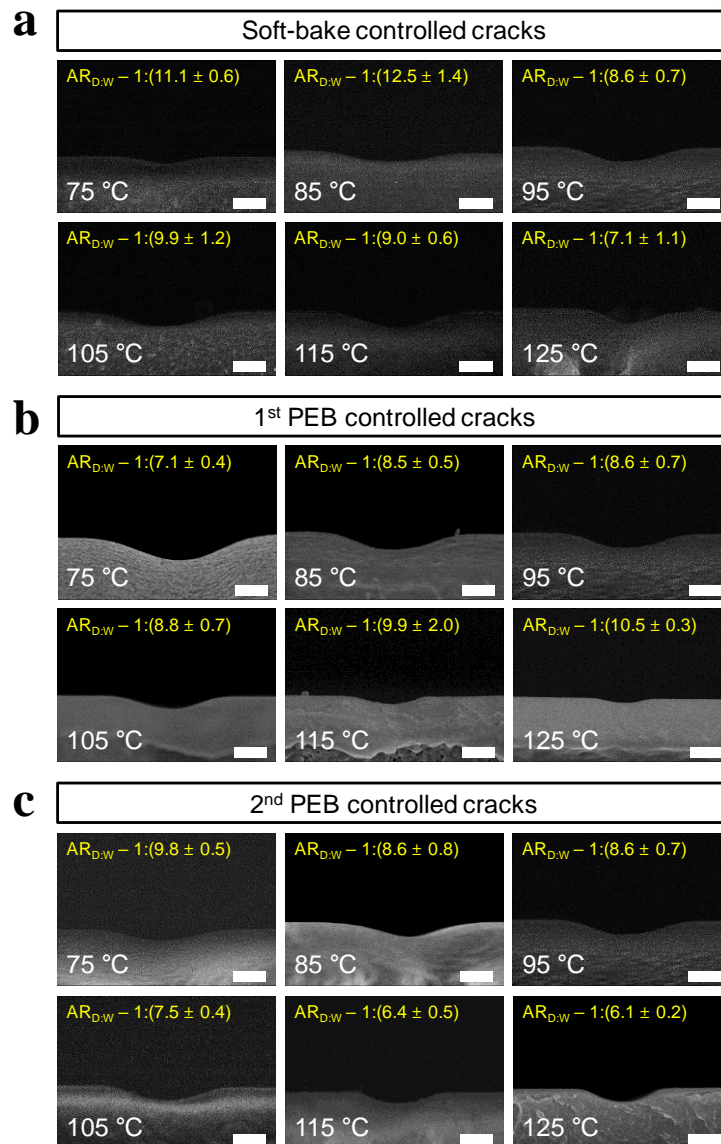 a
Soft-bake controlled cracks
AR_D:W – 1:(11.1 ± 0.6)
75 °C
AR_D:W – 1:(12.5 ± 1.4)
85 °C
AR_D:W – 1:(8.6 ± 0.7)
95 °C
AR_D:W – 1:(9.9 ± 1.2)
105 °C
AR_D:W – 1:(9.0 ± 0.6)
115 °C
AR_D:W – 1:(7.1 ± 1.1)
125 °C
b
1st PEB controlled cracks
AR_D:W – 1:(7.1 ± 0.4)
75 °C
AR_D:W – 1:(8.5 ± 0.5)
85 °C
AR_D:W – 1:(8.6 ± 0.7)
95 °C
AR_D:W – 1:(8.8 ± 0.7)
105 °C
AR_D:W – 1:(9.9 ± 2.0)
115 °C
AR_D:W – 1:(10.5 ± 0.3)
125 °C
c
2nd PEB controlled cracks
AR_D:W – 1:(9.8 ± 0.5)
75 °C
AR_D:W – 1:(8.6 ± 0.8)
85 °C
AR_D:W – 1:(8.6 ± 0.7)
95 °C
AR_D:W – 1:(7.5 ± 0.4)
105 °C
AR_D:W – 1:(6.4 ± 0.5)
115 °C
AR_D:W – 1:(6.1 ± 0.2)
125 °C